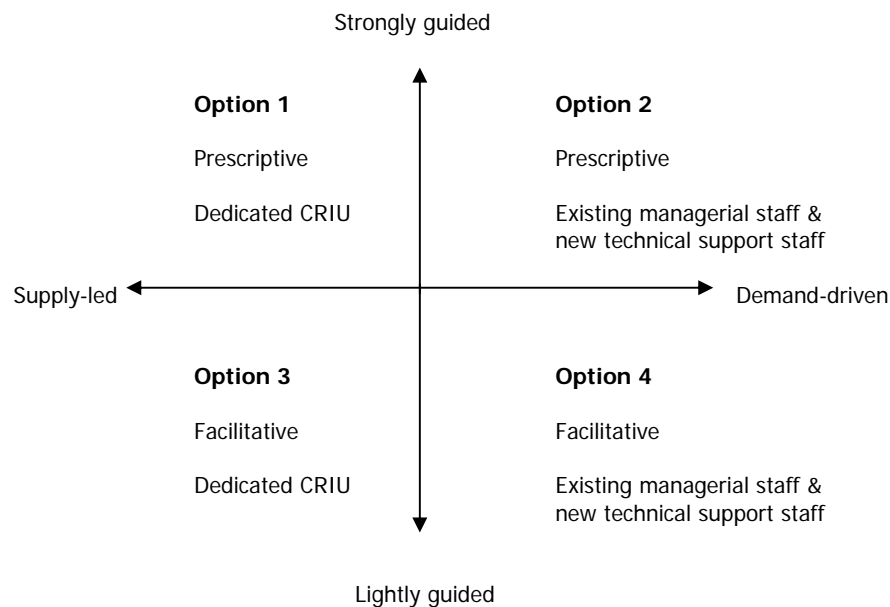 Strongly guided
Option 1
Prescriptive
Dedicated CRIU
Option 2
Prescriptive
Existing managerial staff &
new technical support staff
Supply-led
Demand-driven
Option 3
Facilitative
Dedicated CRIU
Option 4
Facilitative
Existing managerial staff &
new technical support staff
Lightly guided